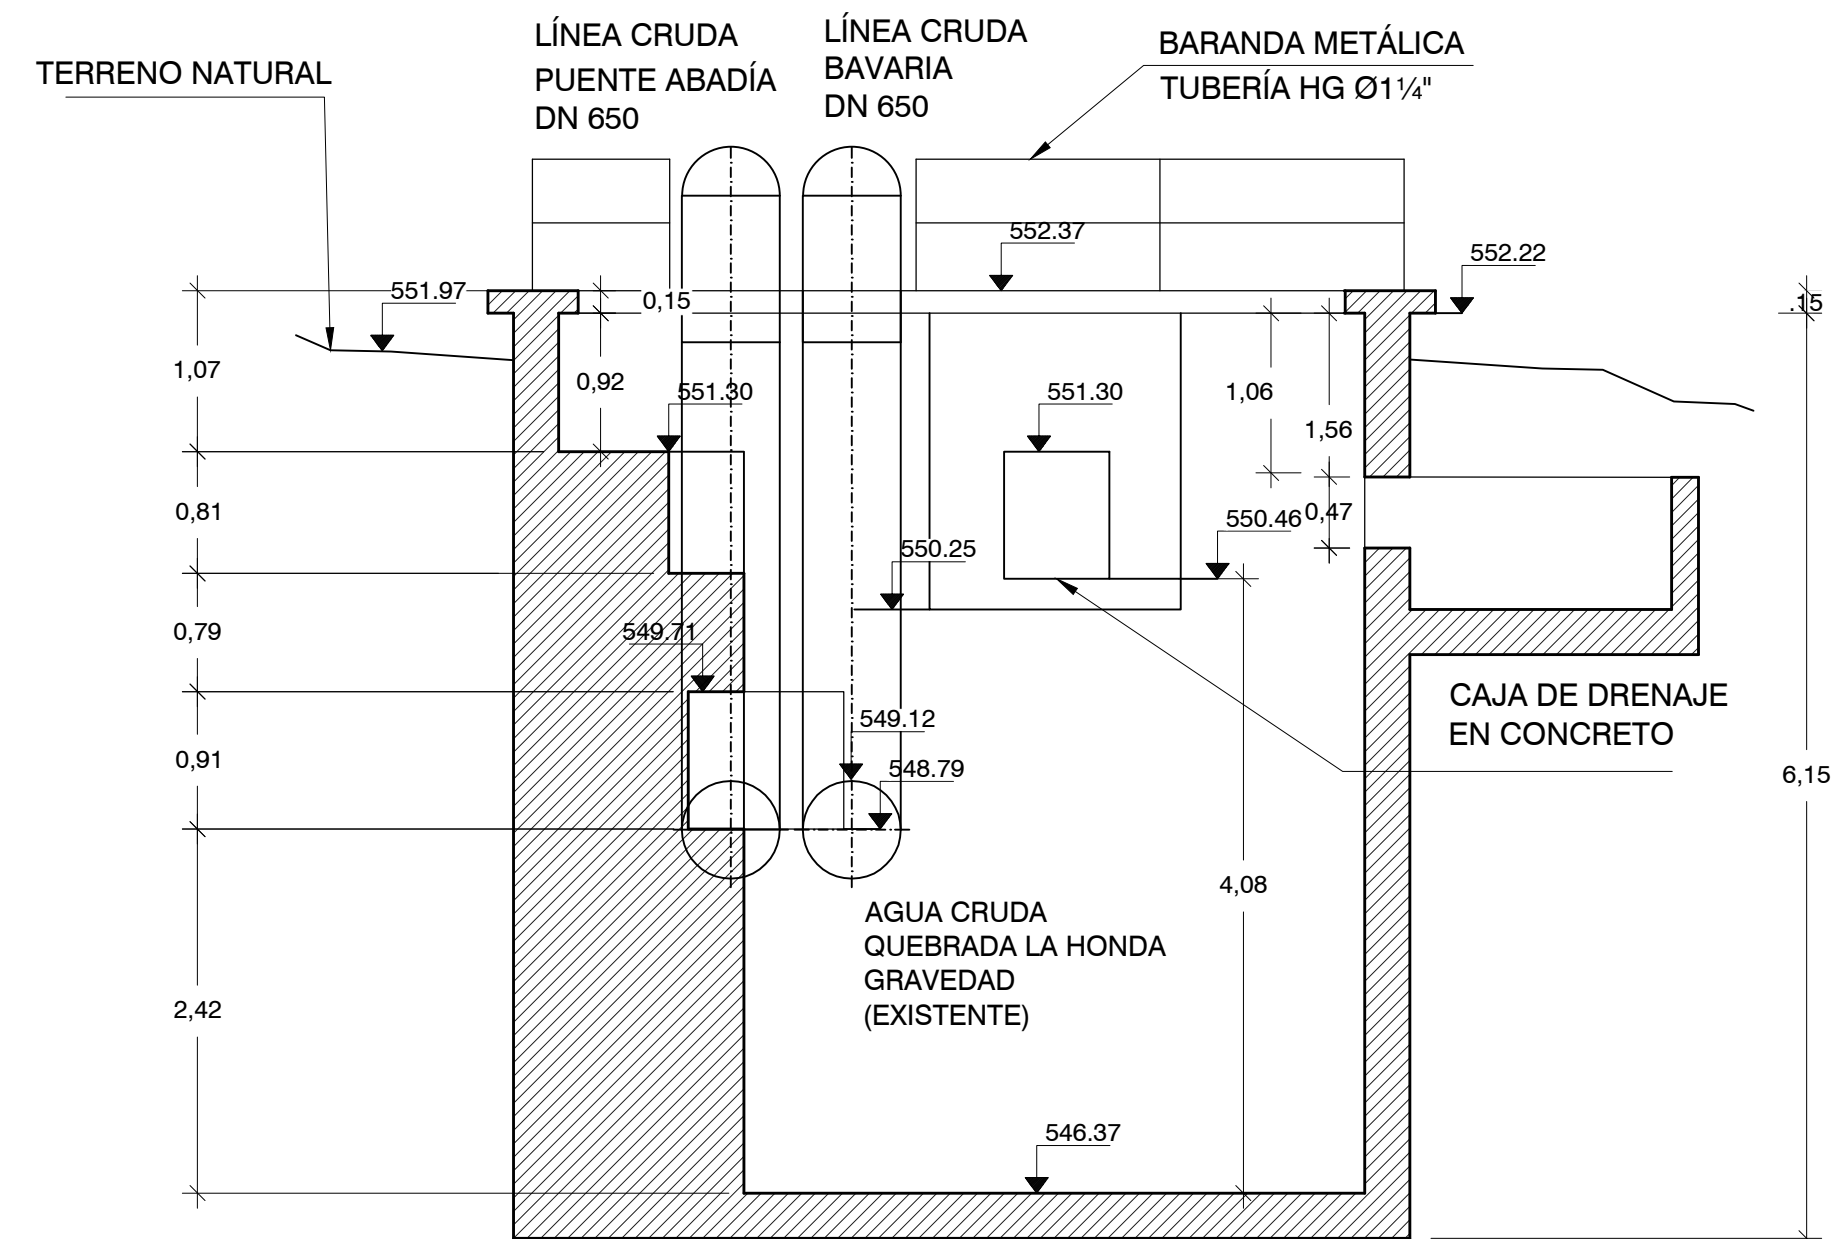 TERRENO NATURAL
LÍNEA CRUDA
PUENTE ABADÍA
DN 650
LÍNEA CRUDA
BAVARIA
DN 650
BARANDA METÁLICA
TUBERÍA HG Ø1¼"
552.37
552.22
551.97
0,15
.15
1,07
0,92
551.30
551.30
1,06
1,56
0,81
550.46
0,47
550.25
0,79
549.71
549.12
548.79
0,91
CAJA DE DRENAJE
EN CONCRETO
6,15
4,08
AGUA CRUDA
QUEBRADA LA HONDA
GRAVEDAD
(EXISTENTE)
2,42
546.37